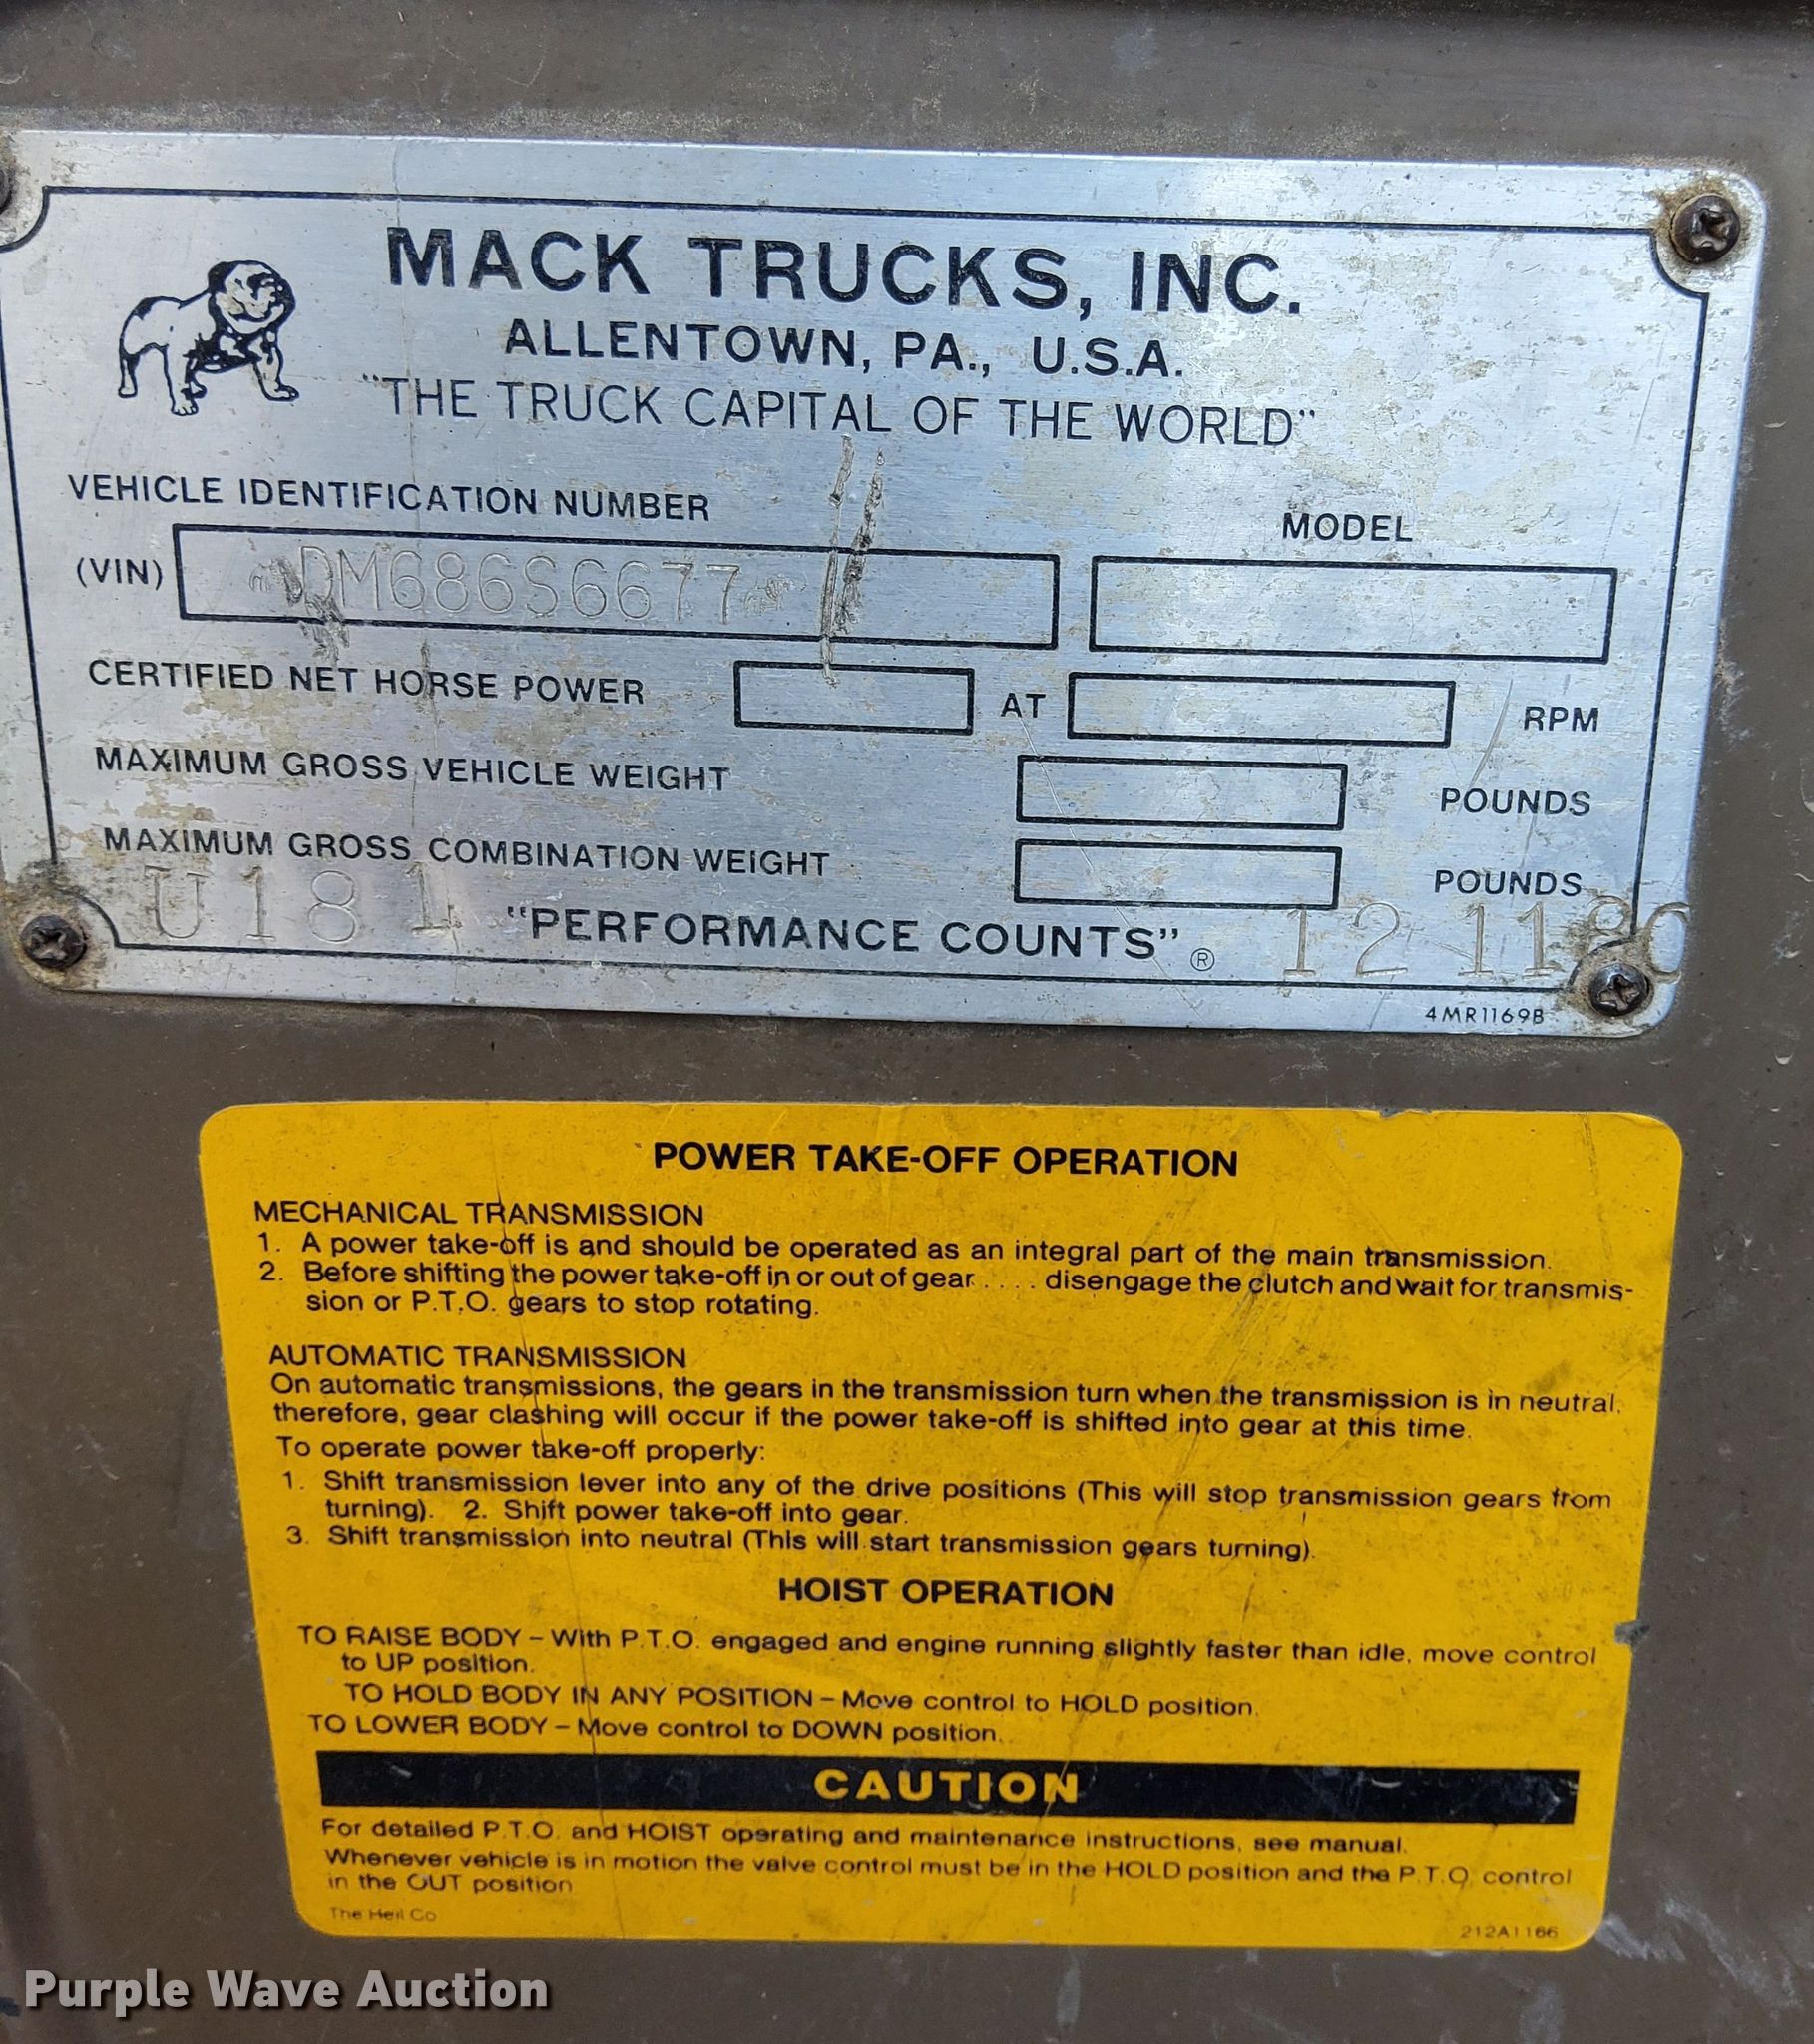 MACK TRUCKS, INC.
ALLENTOWN, PA., U.S.A.
"THE TRUCK CAPITAL OF THE WORLD"
VEHICLE IDENTIFICATION NUMBER
MODEL
(VIN) DM686S6677
CERTIFIED NET HORSE POWER AT RPM
MAXIMUM GROSS VEHICLE WEIGHT POUNDS
MAXIMUM GROSS COMBINATION WEIGHT POUNDS
U181 "PERFORMANCE COUNTS"® 12 1180
4MR1169B
POWER TAKE-OFF OPERATION
MECHANICAL TRANSMISSION
1. A power take-off is and should be operated as an integral part of the main transmission.
2. Before shifting the power take-off in or out of gear .... disengage the clutch and wait for transmis-
sion or P.T.O. gears to stop rotating.
AUTOMATIC TRANSMISSION
On automatic transmissions, the gears in the transmission turn when the transmission is in neutral,
therefore, gear clashing will occur if the power take-off is shifted into gear at this time.
To operate power take-off properly:
1. Shift transmission lever into any of the drive positions (This will stop transmission gears from
turning). 2. Shift power take-off into gear.
3. Shift transmission into neutral (This will start transmission gears turning).
HOIST OPERATION
TO RAISE BODY – With P.T.O. engaged and engine running slightly faster than idle, move control
to UP position.
TO HOLD BODY IN ANY POSITION – Move control to HOLD position.
TO LOWER BODY – Move control to DOWN position.
CAUTION
For detailed P.T.O. and HOIST operating and maintenance instructions, see manual.
Whenever vehicle is in motion the valve control must be in the HOLD position and the P.T.O. control
in the OUT position
The Heil Co
212A1166
Purple Wave Auction